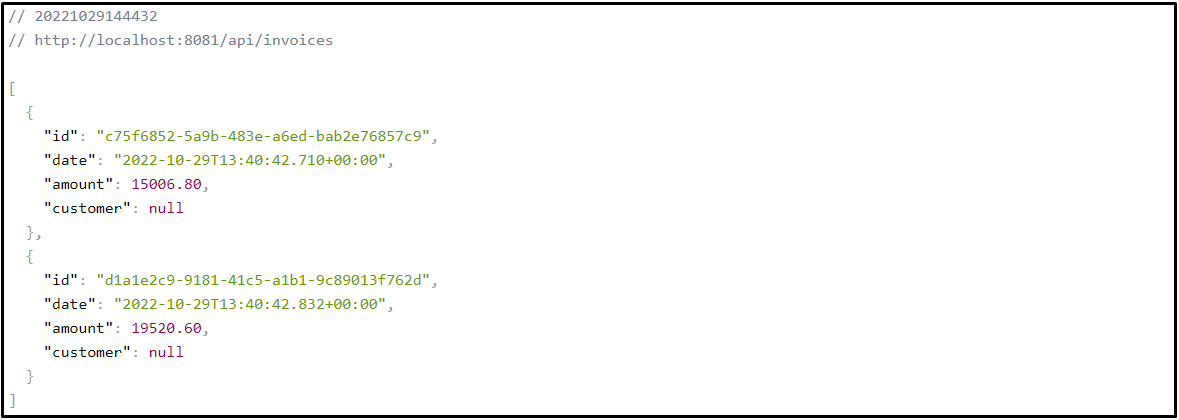 // 20221029144432
// http://localhost:8081/api/invoices
[
{
"id": "c75f6852-5a9b-483e-a6ed-bab2e76857c9",
"date": "2022-10-29T13:40:42.710+00:00",
"amount": 15006.80,
"customer": null
},
{
"id": "d1a1e2c9-9181-41c5-a1b1-9c89013f762d",
"date": "2022-10-29T13:40:42.832+00:00",
"amount": 19520.60,
"customer": null
}
]